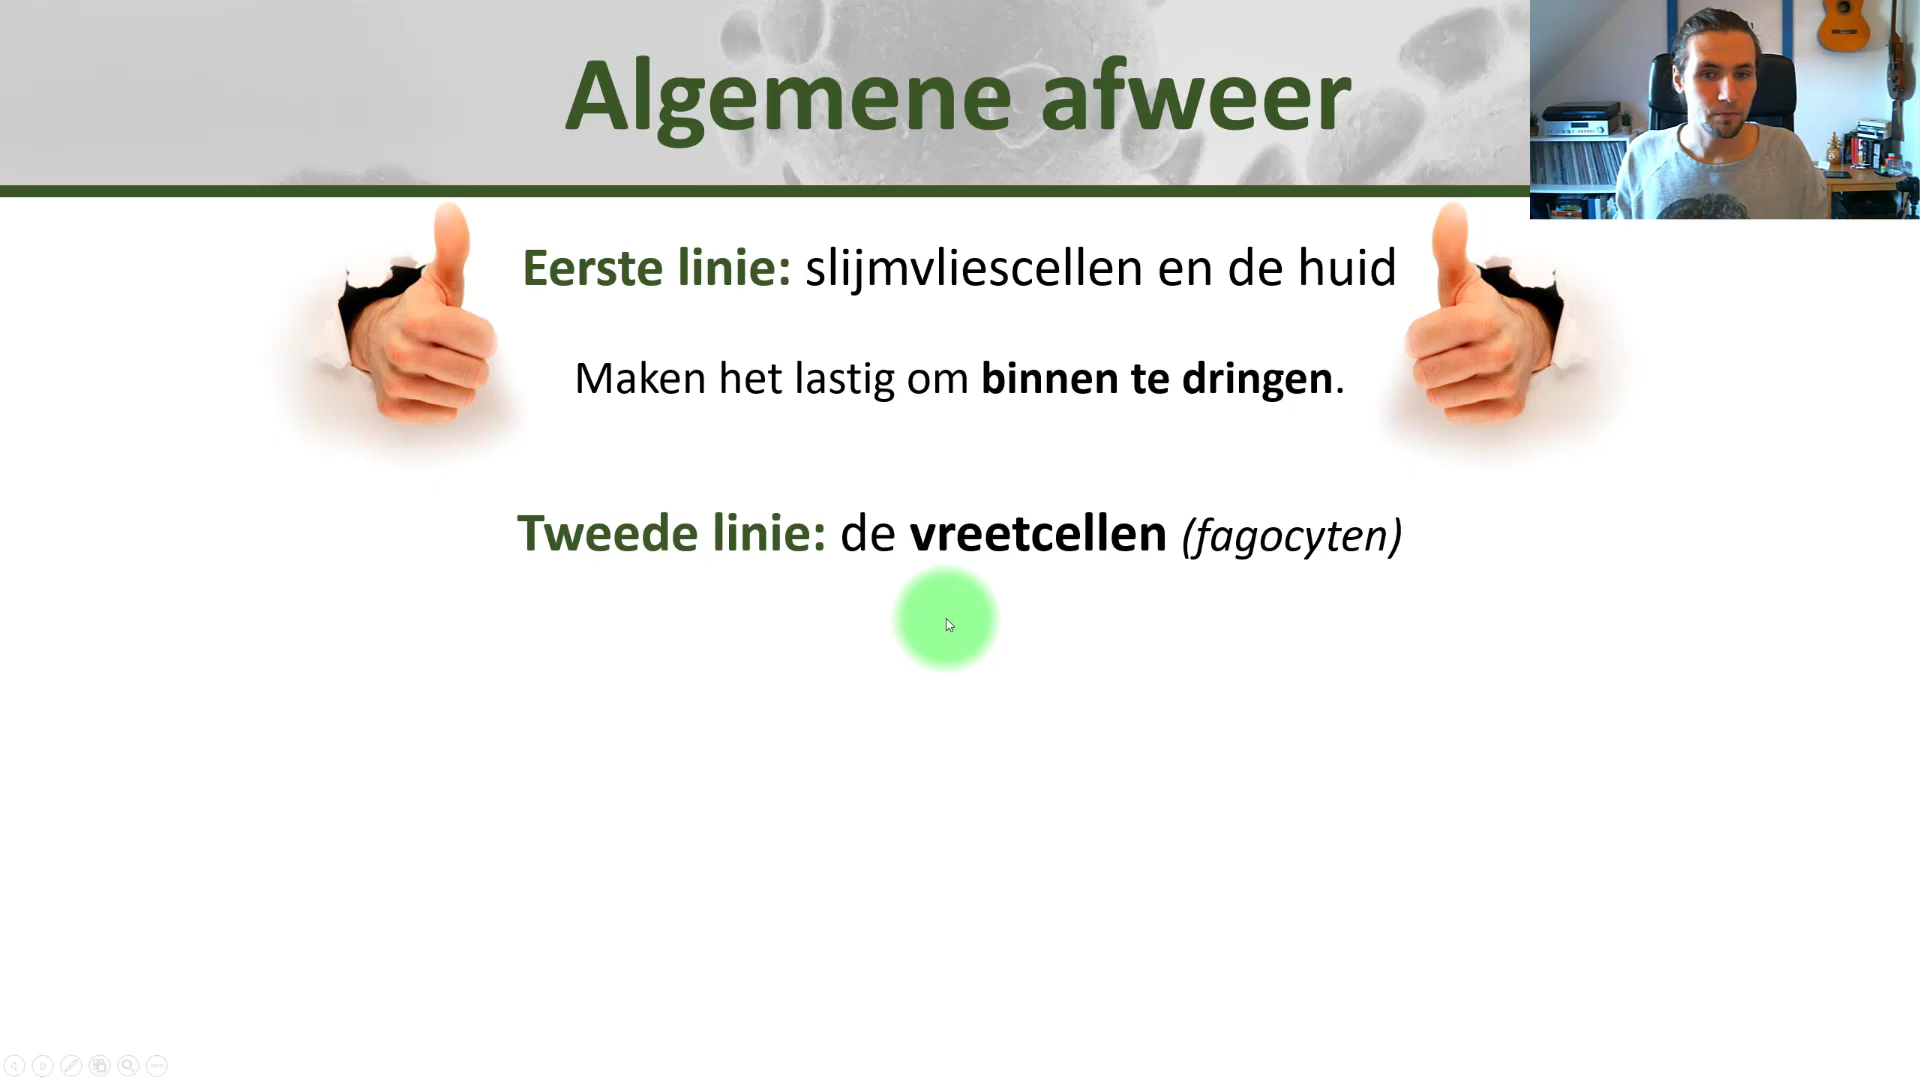 Algemene afweer
Eerste linie: slijmvliescellen en de huid
Maken het lastig om binnen te dringen.
Tweede linie: de vreetcellen (fagocyten)